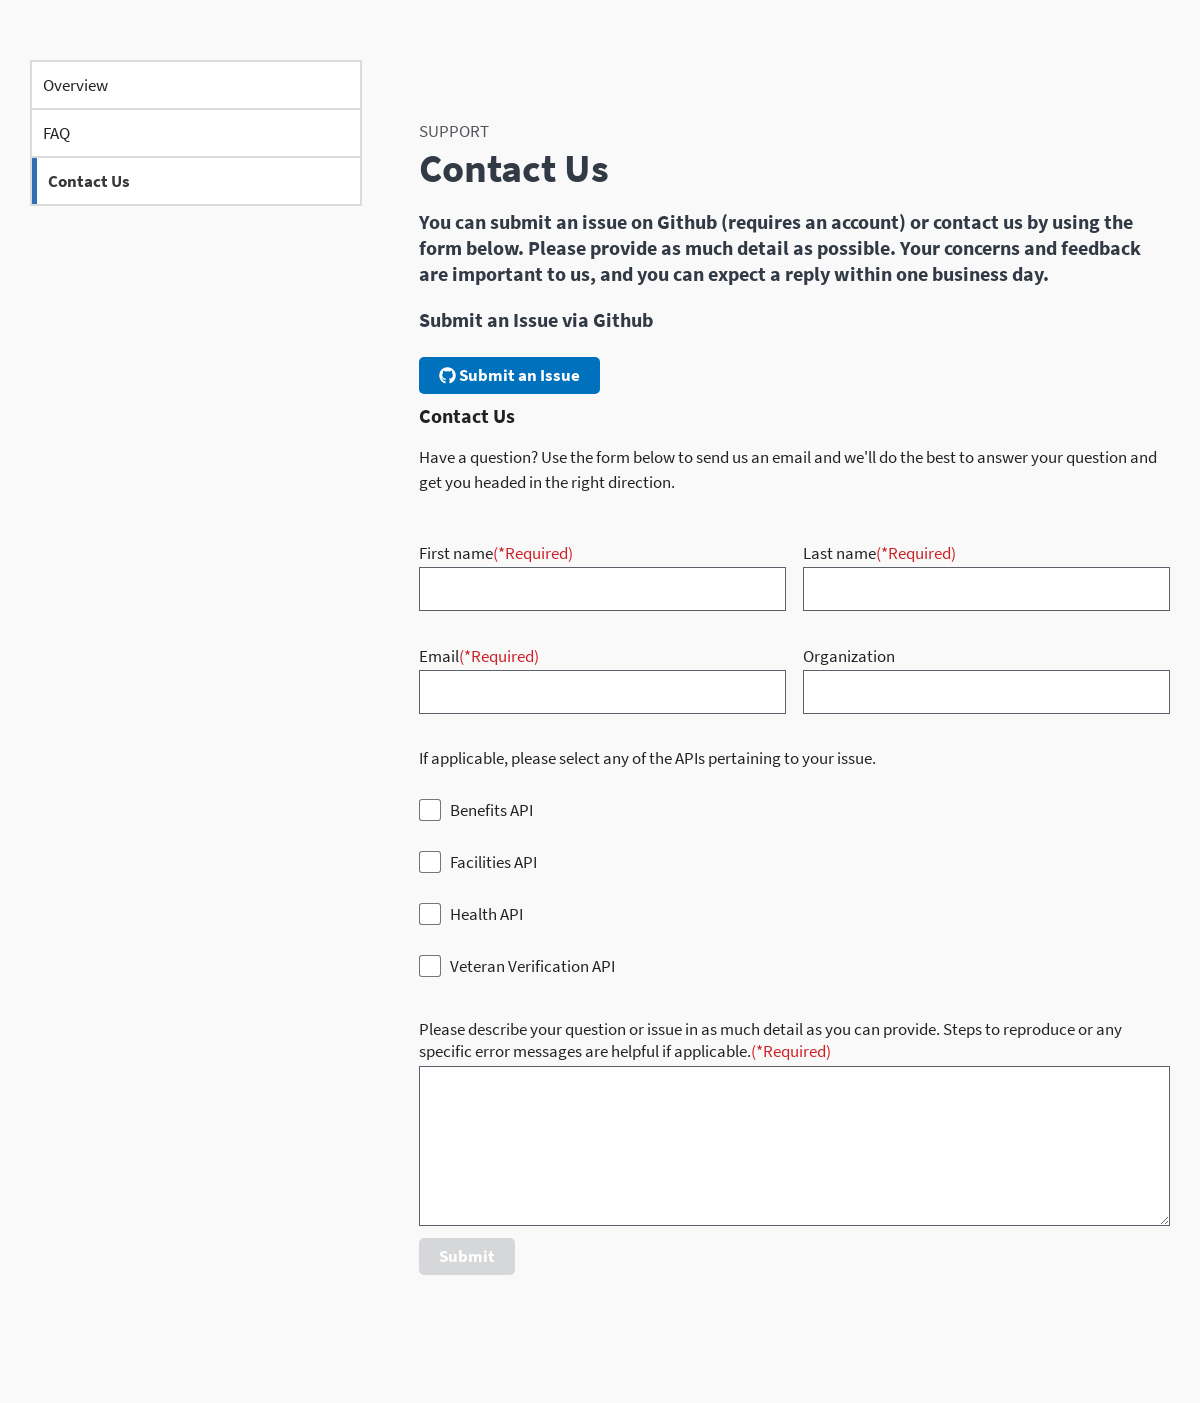 Overview
FAQ
Contact Us
SUPPORT
Contact Us
You can submit an issue on Github (requires an account) or contact us by using the
form below. Please provide as much detail as possible. Your concerns and feedback
are important to us, and you can expect a reply within one business day.
Submit an Issue via Github
Submit an Issue
Contact Us
Have a question? Use the form below to send us an email and we'll do the best to answer your question and
get you headed in the right direction.
First name(*Required)
Last name(*Required)
Email(*Required)
Organization
If applicable, please select any of the APIs pertaining to your issue.
Benefits API
Facilities API
Health API
Veteran Verification API
Please describe your question or issue in as much detail as you can provide. Steps to reproduce or any
specific error messages are helpful if applicable.(*Required)
Submit